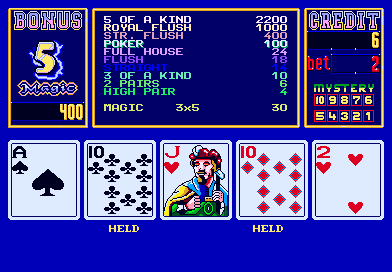 BONUS
5
Magic
400
5 OF A KIND 2200
ROYAL FLUSH 1000
STR. FLUSH 400
POKER 100
FULL HOUSE 24
FLUSH 18
STRAIGHT
3 OF A KIND 10
2 PAIRS
HIGH PAIR 4
MAGIC 3x5 30
CREDIT
6
bet 2
MYSTERY
10 9 8 7 6
5 4 3 2 1
A 10 J 10 2
HELD HELD